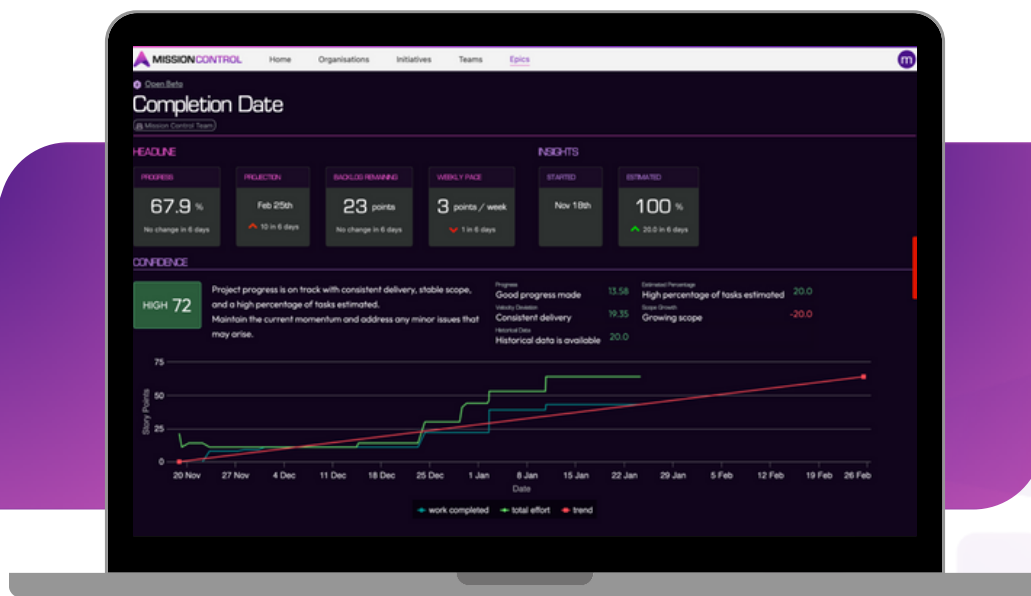 MISSIONCONTROL Home Organisations Initiatives Teams Epics m
Open Beta
Completion Date
Mission Control Team
HEADLINE INSIGHTS
PROGRESS PROJECTION BACKLOG REMAINING WEEKLY PACE STARTED ESTIMATED
67.9 % Feb 25th 23 points 3 points / week Nov 18th 100 %
No change in 6 days 10 in 6 days No change in 6 days 1 in 6 days 20.0 in 6 days
CONFIDENCE
HIGH 72
Project progress is on track with consistent delivery, stable scope,
and a high percentage of tasks estimated.
Maintain the current momentum and address any minor issues that
may arise.
Progress
Good progress made 13.58
Velocity Deviation
Consistent delivery 19.35
Historical Data
Historical data is available 20.0
Estimated Percentage
High percentage of tasks estimated 20.0
Scope Growth
Growing scope -20.0
75
50
25
0
Story Points
20 Nov 27 Nov 4 Dec 11 Dec 18 Dec 25 Dec 1 Jan 8 Jan 15 Jan 22 Jan 29 Jan 5 Feb 12 Feb 19 Feb 26 Feb
Date
work completed total effort trend